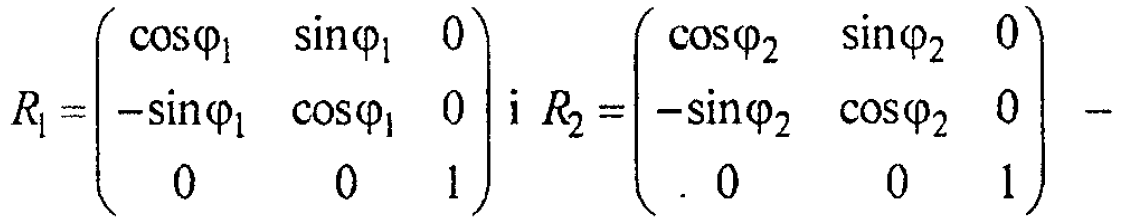 R₁ = ( cosφ₁ sinφ₁ 0 ; −sinφ₁ cosφ₁ 0 ; 0 0 1 ) і R₂ = ( cosφ₂ sinφ₂ 0 ; −sinφ₂ cosφ₂ 0 ; 0 0 1 ) −